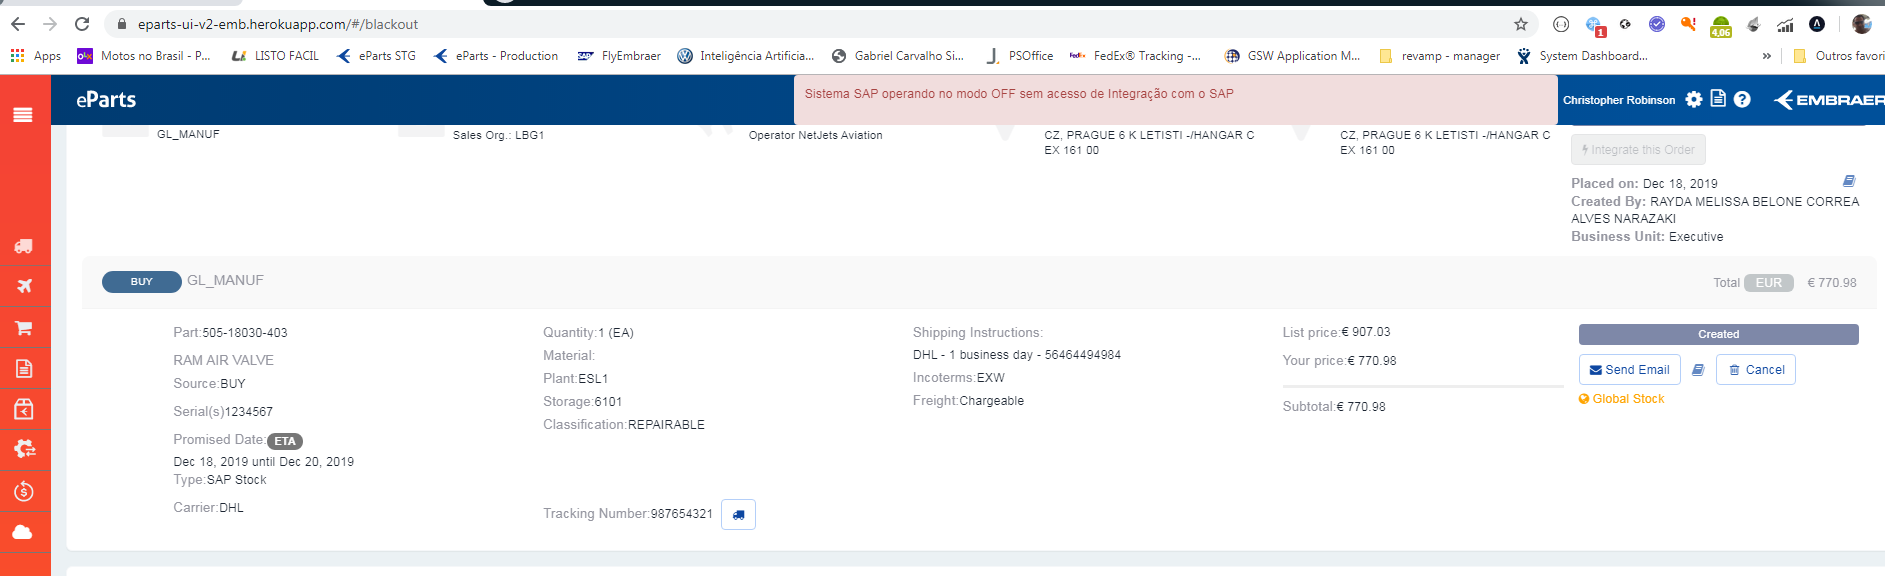 eparts-ui-v2-emb.herokuapp.com/#/blackout
1
4,06
Apps
OLX
Motos no Brasil - P...
LISTO FACIL
eParts STG
eParts - Production
SAP
FlyEmbraer
Inteligência Artificia...
Gabriel Carvalho Si...
PSOffice
FedEx
FedEx® Tracking -...
GSW Application M...
revamp - manager
System Dashboard...
»
Outros favori
eParts
Sistema SAP operando no modo OFF sem acesso de Integração com o SAP
Christopher Robinson
EMBRAER
GL_MANUF
Sales Org.: LBG1
Operator NetJets Aviation
CZ, PRAGUE 6 K LETISTI -/HANGAR C
EX 161 00
CZ, PRAGUE 6 K LETISTI -/HANGAR C
EX 161 00
Integrate this Order
Placed on: Dec 18, 2019
Created By: RAYDA MELISSA BELONE CORREA
ALVES NARAZAKI
Business Unit: Executive
BUY GL_MANUF
Total EUR € 770.98
Part:505-18030-403
RAM AIR VALVE
Source:BUY
Serial(s)1234567
Promised Date:ETA
Dec 18, 2019 until Dec 20, 2019
Type:SAP Stock
Carrier:DHL
Quantity:1 (EA)
Material:
Plant:ESL1
Storage:6101
Classification:REPAIRABLE
Tracking Number:987654321
Shipping Instructions:
DHL - 1 business day - 56464494984
Incoterms:EXW
Freight:Chargeable
List price:€ 907.03
Your price:€ 770.98
Subtotal:€ 770.98
Created
Send Email
Cancel
Global Stock